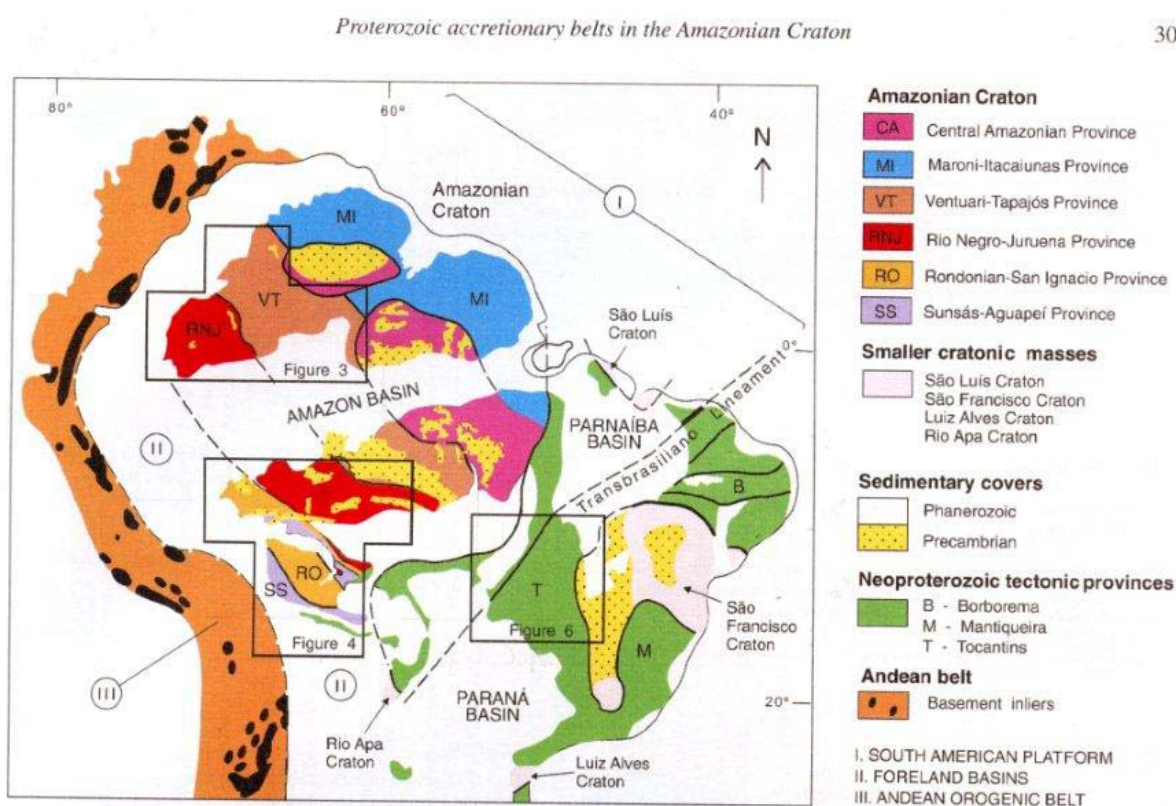 Proterozoic accretionary belts in the Amazonian Craton
30
80°
60°
40°
N
I
Amazonian
Craton
MI
VT
MI
RNJ
São Luís
Craton
Figure 3
0°
AMAZON BASIN
PARNAÍBA
BASIN
Transbrasiliano Lineament
II
B
RO
SS
T
São
Francisco
Craton
Figure 4
Figure 6
M
III
II
PARANÁ
BASIN
20°
Rio Apa
Craton
Luiz Alves
Craton
Amazonian Craton
CA Central Amazonian Province
MI Maroni-Itacaiunas Province
VT Ventuari-Tapajós Province
RNJ Rio Negro-Juruena Province
RO Rondonian-San Ignacio Province
SS Sunsás-Aguapeí Province
Smaller cratonic masses
São Luís Craton
São Francisco Craton
Luiz Alves Craton
Rio Apa Craton
Sedimentary covers
Phanerozoic
Precambrian
Neoproterozoic tectonic provinces
B - Borborema
M - Mantiqueira
T - Tocantins
Andean belt
Basement inliers
I. SOUTH AMERICAN PLATFORM
II. FORELAND BASINS
III. ANDEAN OROGENIC BELT